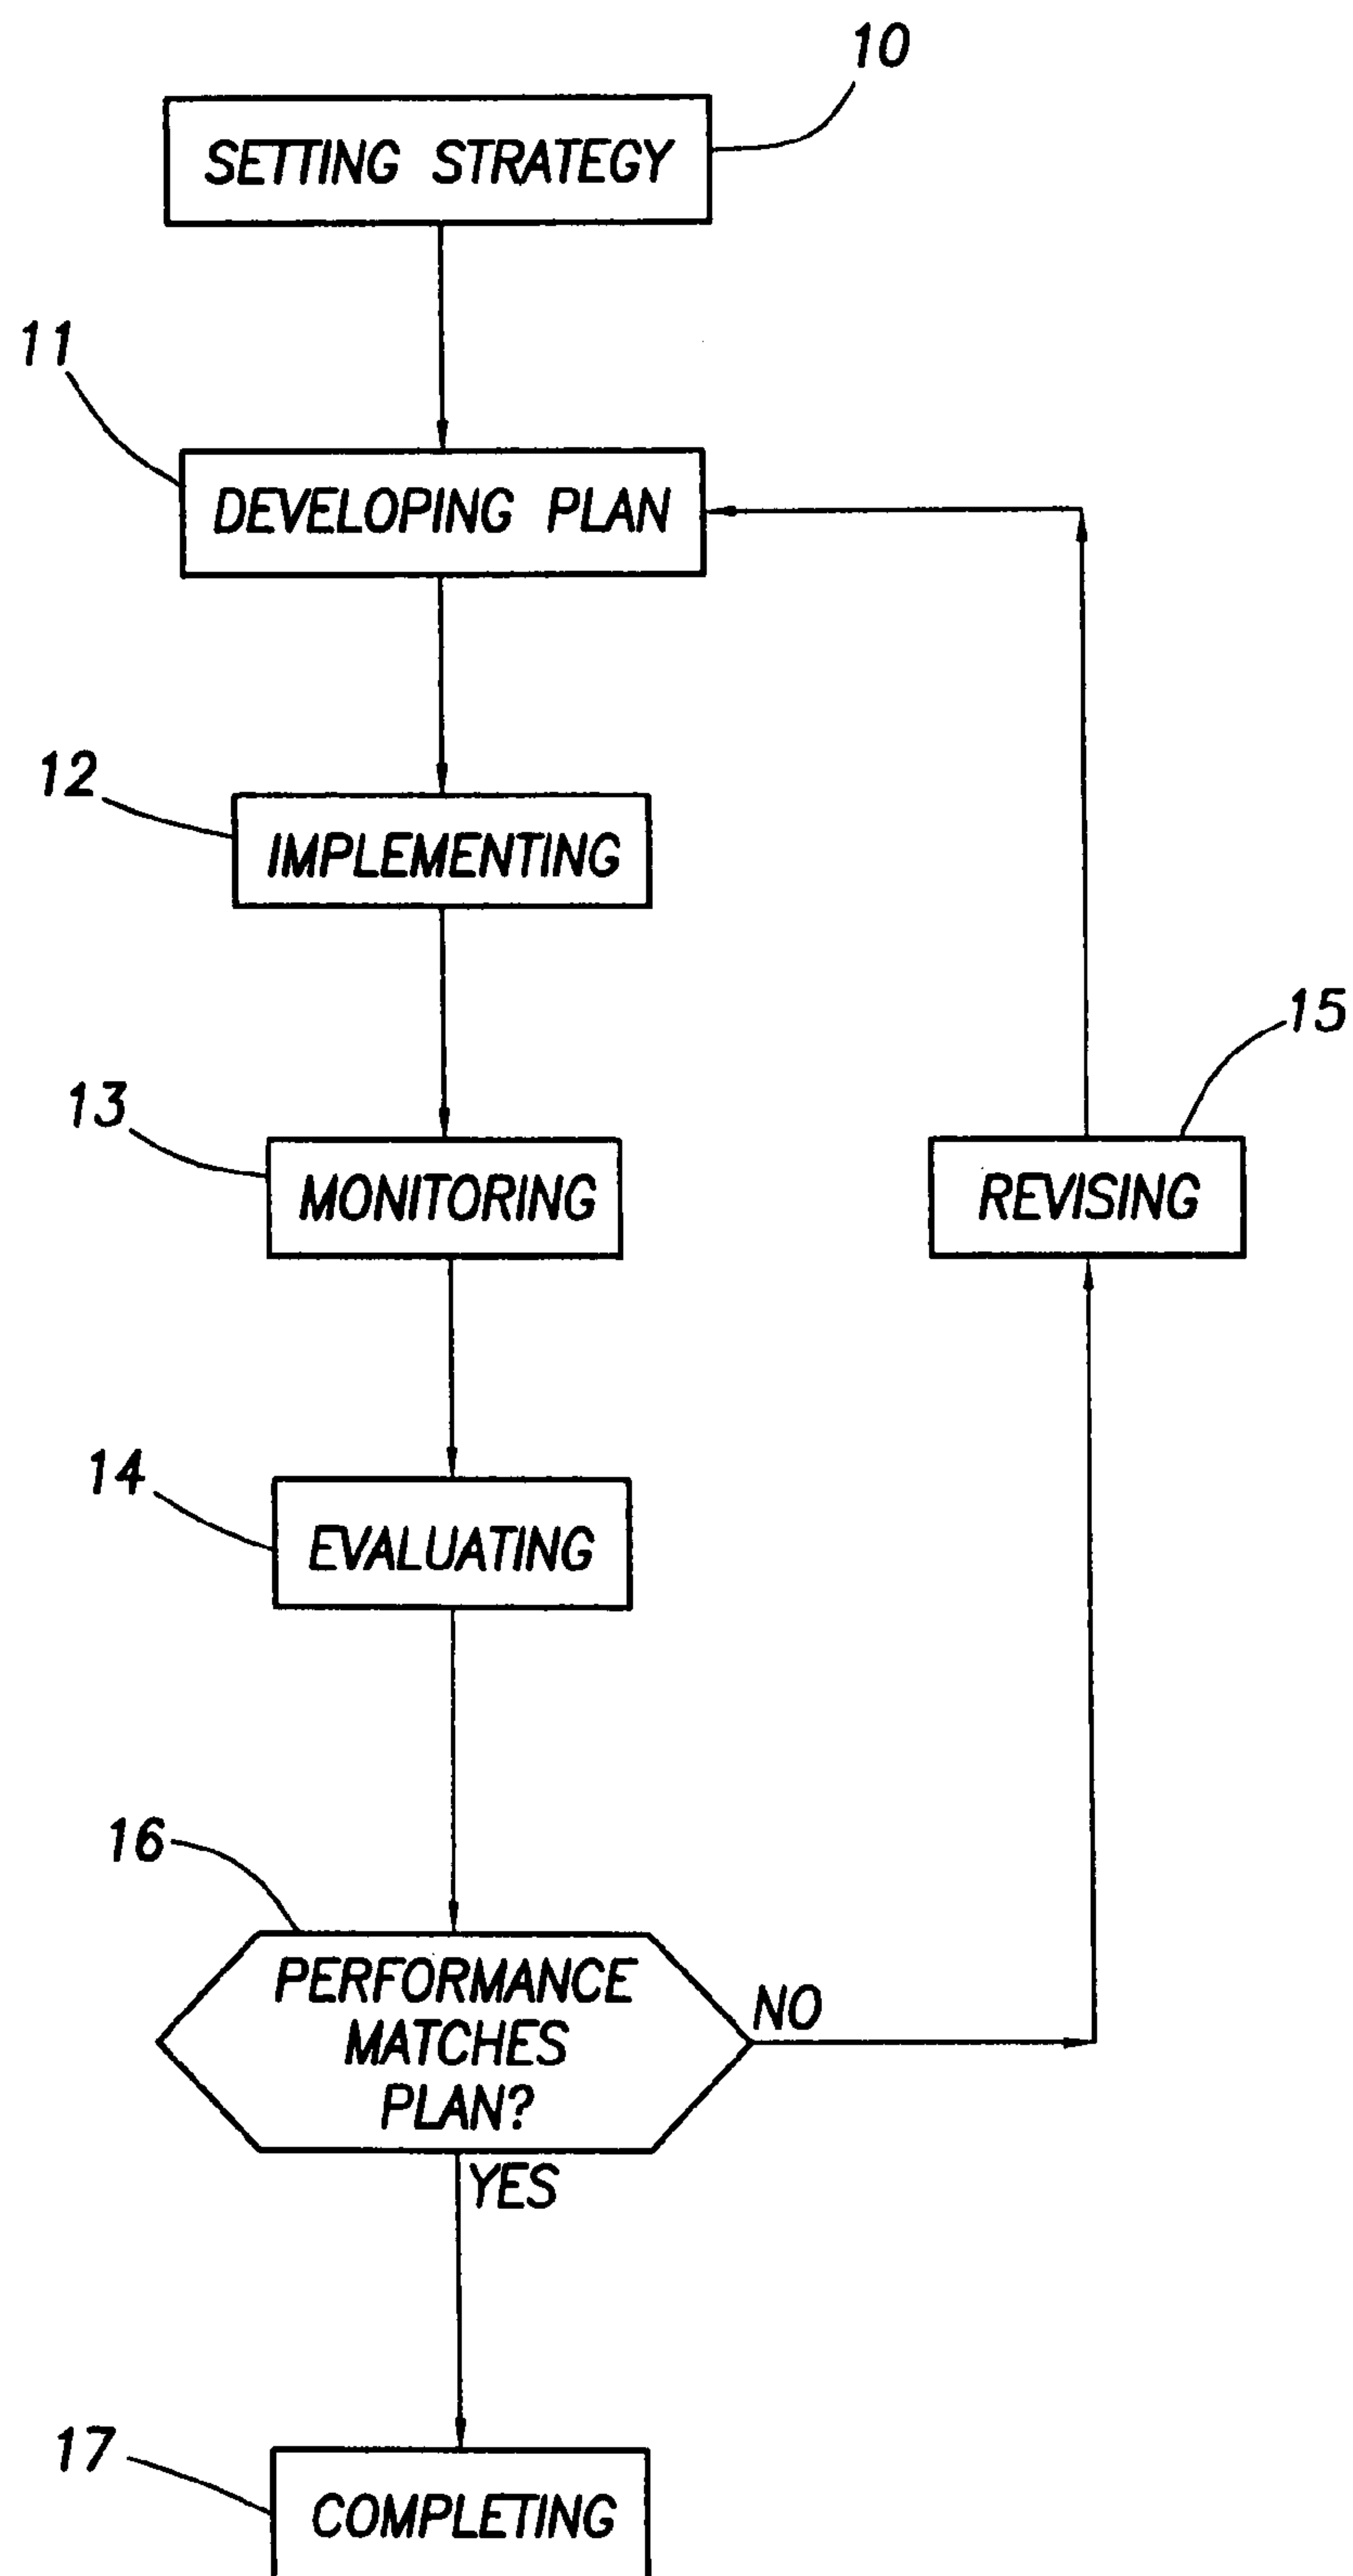 10
SETTING STRATEGY
11
DEVELOPING PLAN
12
IMPLEMENTING
15
13
MONITORING
REVISING
14
EVALUATING
16
PERFORMANCE
MATCHES
PLAN?
NO
YES
17
COMPLETING